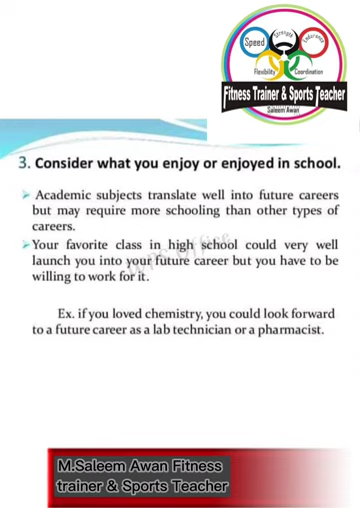 Strength
Speed
Endurance
Flexibility
Coordination
Fitness Trainer & Sports Teacher
Saleem Awan
3. Consider what you enjoy or enjoyed in school.
Academic subjects translate well into future careers
but may require more schooling than other types of
careers.
Your favorite class in high school could very well
launch you into your future career but you have to be
willing to work for it.
Ex. if you loved chemistry, you could look forward
to a future career as a lab technician or a pharmacist.
M.Saleem Awan Fitness
trainer & Sports Teacher